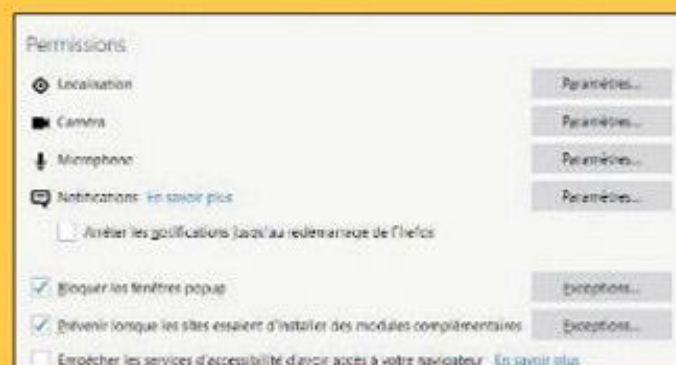 Permissions
Localisation Paramètres...
Caméra Paramètres...
Microphone Paramètres...
Notifications En savoir plus Paramètres...
Arrêter les notifications jusqu'au redémarrage de Firefox
Bloquer les fenêtres popup Exceptions...
Prévenir lorsque les sites essaient d'installer des modules complémentaires Exceptions...
Empêcher les services d'accessibilité d'avoir accès à votre navigateur En savoir plus